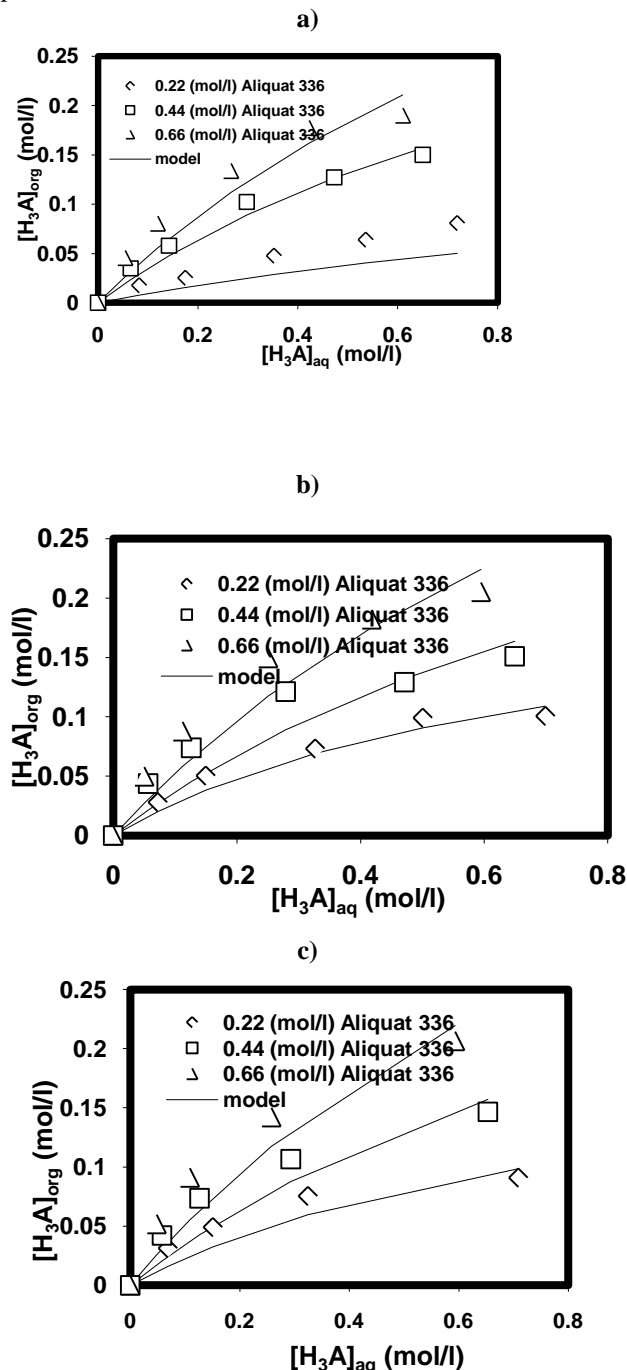 a)
0.25
0.22 (mol/l) Aliquat 336
0.2
0.44 (mol/l) Aliquat 336
0.66 (mol/l) Aliquat 336
0.15
model
[H₃A]org (mol/l)
0.1
0.05
0
0 0.2 0.4 0.6 0.8
[H₃A]aq (mol/l)
b)
0.25
0.22 (mol/l) Aliquat 336
0.2
0.44 (mol/l) Aliquat 336
0.66 (mol/l) Aliquat 336
0.15
model
[H₃A]org (mol/l)
0.1
0.05
0
0 0.2 0.4 0.6 0.8
[H₃A]aq (mol/l)
c)
0.25
0.22 (mol/l) Aliquat 336
0.44 (mol/l) Aliquat 336
0.2
0.66 (mol/l) Aliquat 336
model
0.15
[H₃A]org (mol/l)
0.1
0.05
0
0 0.2 0.4 0.6 0.8
[H₃A]aq (mol/l)